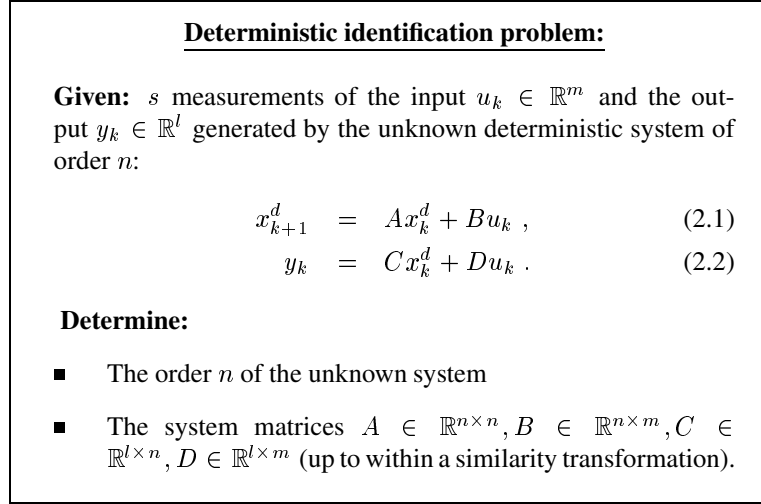 Deterministic identification problem:
Given: s measurements of the input u_k ∈ ℝ^m and the out-
put y_k ∈ ℝ^l generated by the unknown deterministic system of
order n:
x^d_{k+1} = Ax^d_k + Bu_k , (2.1)
y_k = Cx^d_k + Du_k . (2.2)
Determine:
■ The order n of the unknown system
■ The system matrices A ∈ ℝ^{n×n}, B ∈ ℝ^{n×m}, C ∈
ℝ^{l×n}, D ∈ ℝ^{l×m} (up to within a similarity transformation).